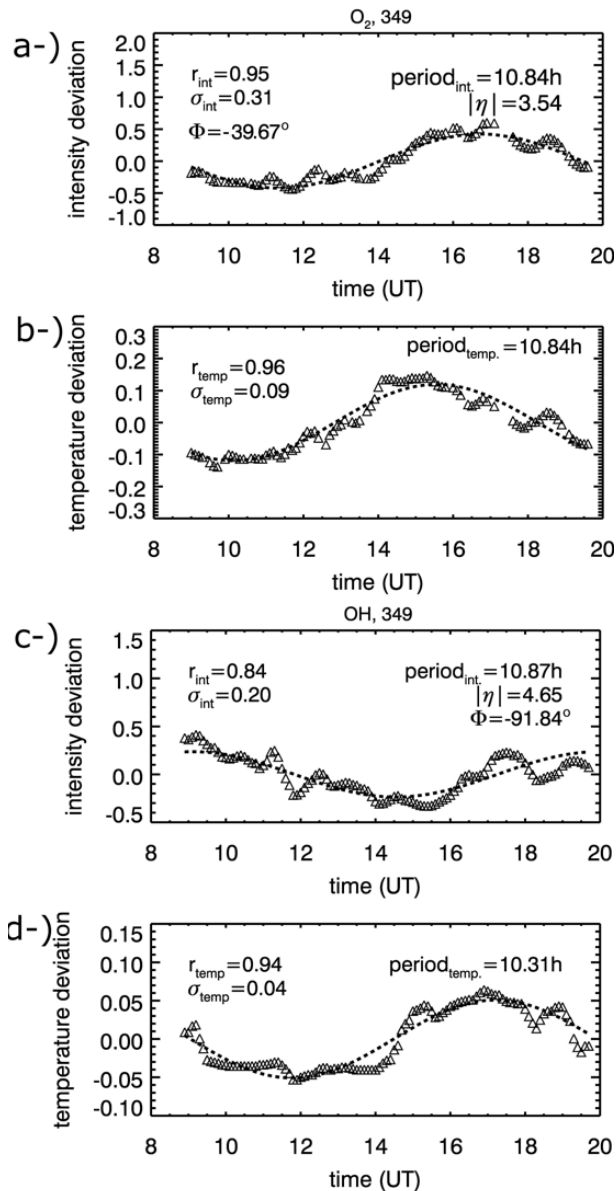 O₂, 349
a-)
2.0
1.5
1.0
0.5
0.0
-0.5
-1.0
intensity deviation
r_int=0.95
σ_int=0.31
Φ=-39.67°
period_int.=10.84h
|η|=3.54
8 10 12 14 16 18 20
time (UT)
b-)
0.3
0.2
0.1
0.0
-0.1
-0.2
-0.3
temperature deviation
r_temp=0.96
σ_temp=0.09
period_temp.=10.84h
8 10 12 14 16 18 20
time (UT)
OH, 349
c-)
1.5
1.0
0.5
0.0
-0.5
intensity deviation
r_int=0.84
σ_int=0.20
period_int.=10.87h
|η|=4.65
Φ=-91.84°
8 10 12 14 16 18 20
time (UT)
d-)
0.15
0.10
0.05
0.00
-0.05
-0.10
temperature deviation
r_temp=0.94
σ_temp=0.04
period_temp.=10.31h
8 10 12 14 16 18 20
time (UT)